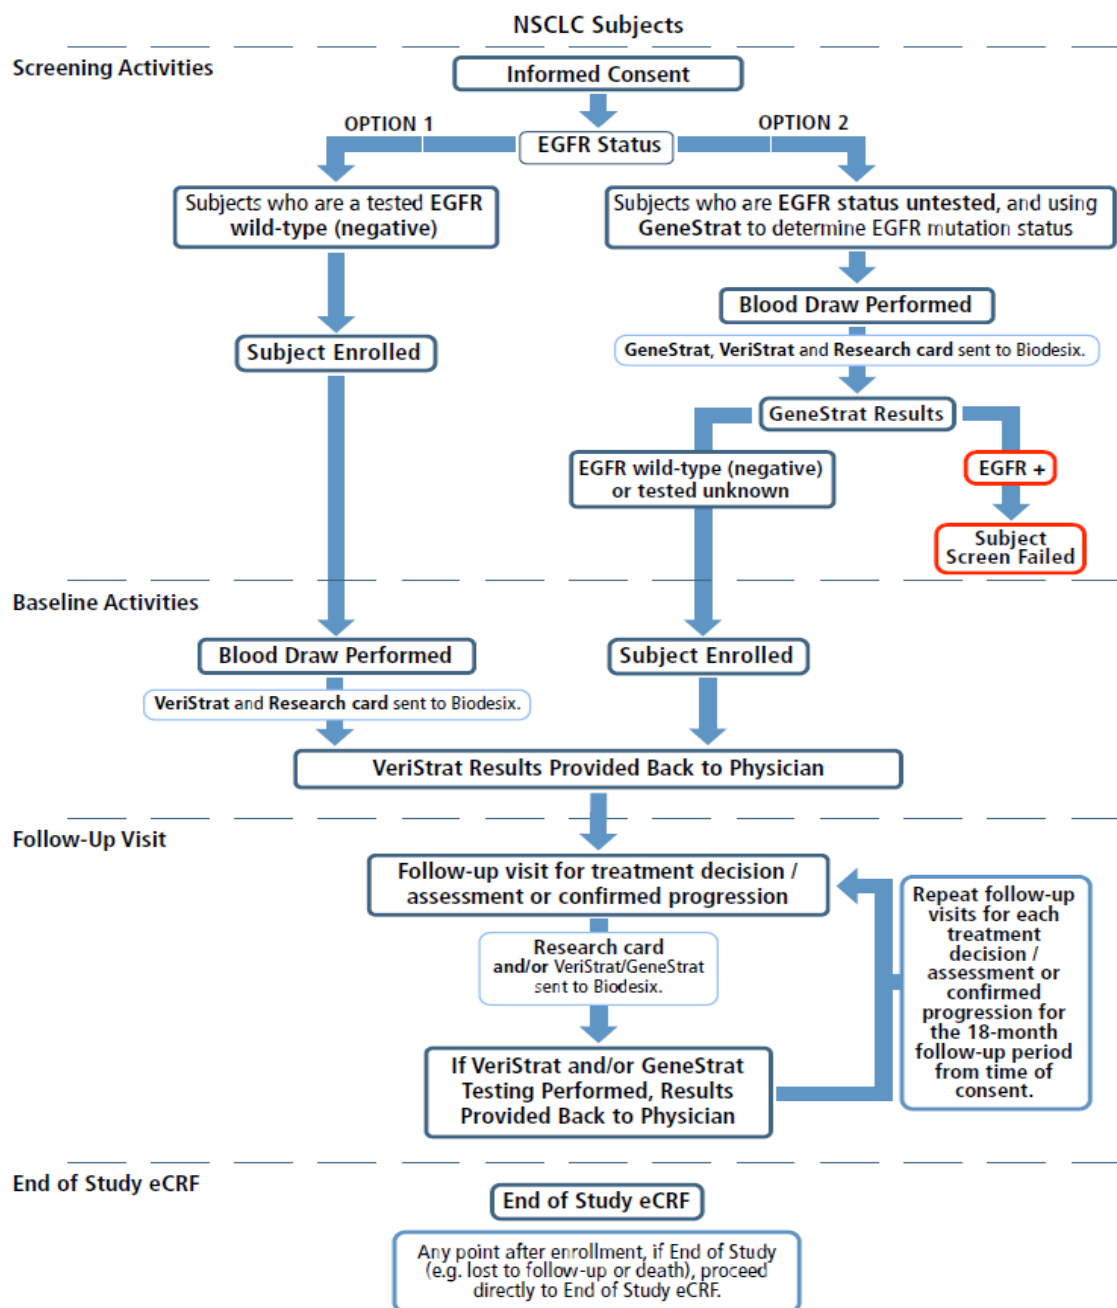 NSCLC Subjects
Screening Activities
Informed Consent
OPTION 1
OPTION 2
EGFR Status
Subjects who are a tested EGFR
wild-type (negative)
Subjects who are EGFR status untested, and using
GeneStrat to determine EGFR mutation status
Blood Draw Performed
Subject Enrolled
GeneStrat, VeriStrat and Research card sent to Biodesix.
GeneStrat Results
EGFR wild-type (negative)
or tested unknown
EGFR +
Subject
Screen Failed
Baseline Activities
Blood Draw Performed
Subject Enrolled
VeriStrat and Research card sent to Biodesix.
VeriStrat Results Provided Back to Physician
Follow-Up Visit
Follow-up visit for treatment decision /
assessment or confirmed progression
Research card
and/or VeriStrat/GeneStrat
sent to Biodesix.
If VeriStrat and/or GeneStrat
Testing Performed, Results
Provided Back to Physician
Repeat follow-up
visits for each
treatment
decision /
assessment or
confirmed
progression for
the 18-month
follow-up period
from time of
consent.
End of Study eCRF
End of Study eCRF
Any point after enrollment, if End of Study
(e.g. lost to follow-up or death), proceed
directly to End of Study eCRF.